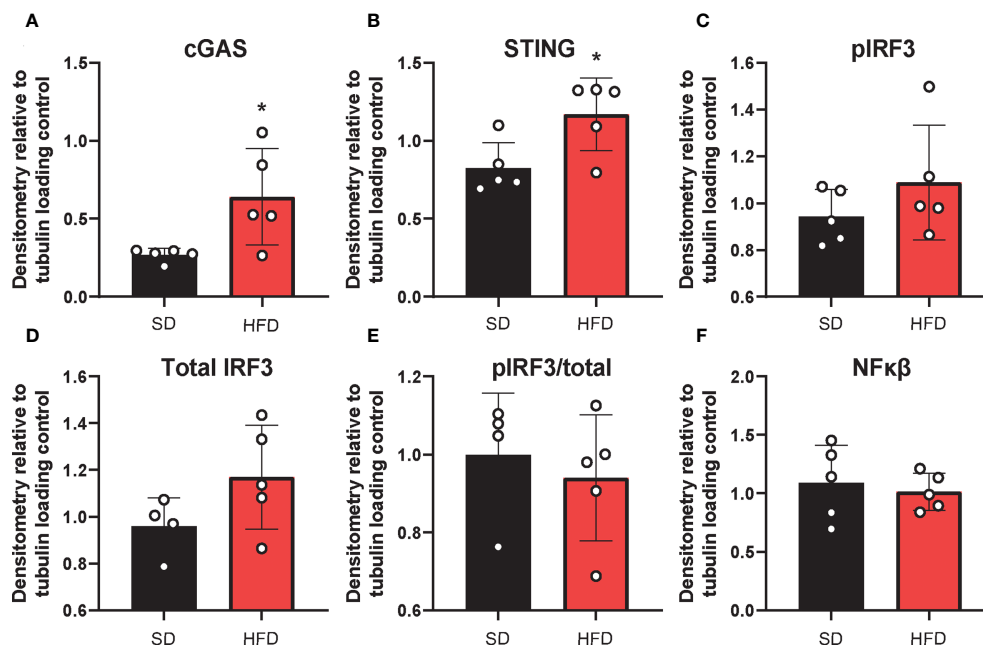 A
cGAS
Densitometry relative to
tubulin loading control
1.5
1.0
0.5
0.0
*
SD
HFD
B
STING
Densitometry relative to
tubulin loading control
1.5
1.0
0.5
0.0
*
SD
HFD
C
pIRF3
Densitometry relative to
tubulin loading control
1.6
1.4
1.2
1.0
0.8
0.6
SD
HFD
D
Total IRF3
Densitometry relative to
tubulin loading control
1.6
1.4
1.2
1.0
0.8
0.6
SD
HFD
E
pIRF3/total
Densitometry relative to
tubulin loading control
1.2
1.0
0.8
0.6
SD
HFD
F
NFκβ
Densitometry relative to
tubulin loading control
2.0
1.5
1.0
0.5
0.0
SD
HFD